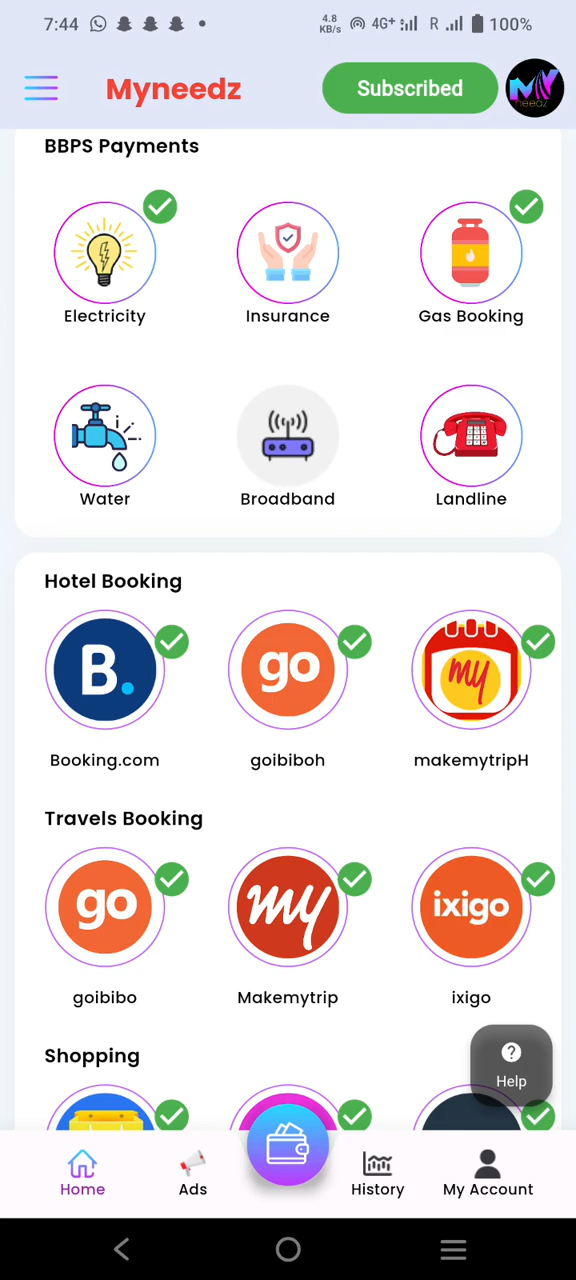 7:44 4.8 KB/s 4G+ R 100%
Myneedz Subscribed MY needz
BBPS Payments
Electricity Insurance Gas Booking
Water Broadband Landline
Hotel Booking
B. go my
Booking.com goibiboh makemytripH
Travels Booking
go my ixigo
goibibo Makemytrip ixigo
Shopping
? Help
Home Ads History My Account